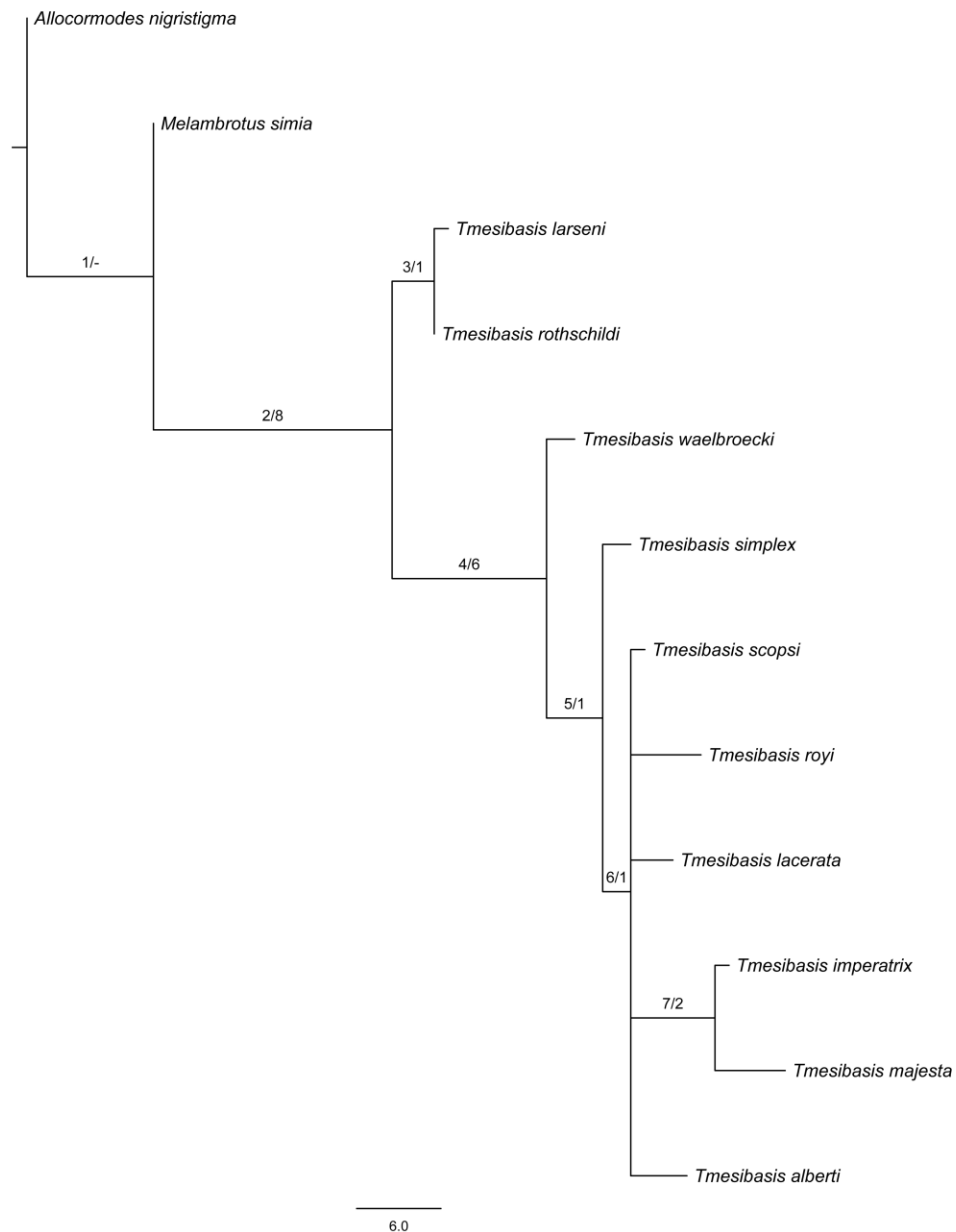 Allocormodes nigristigma
Melambrotus simia
Tmesibasis larseni
1/-
3/1
Tmesibasis rothschildi
2/8
Tmesibasis waelbroecki
Tmesibasis simplex
4/6
Tmesibasis scopsi
5/1
Tmesibasis royi
Tmesibasis lacerata
6/1
Tmesibasis imperatrix
7/2
Tmesibasis majesta
Tmesibasis alberti
6.0